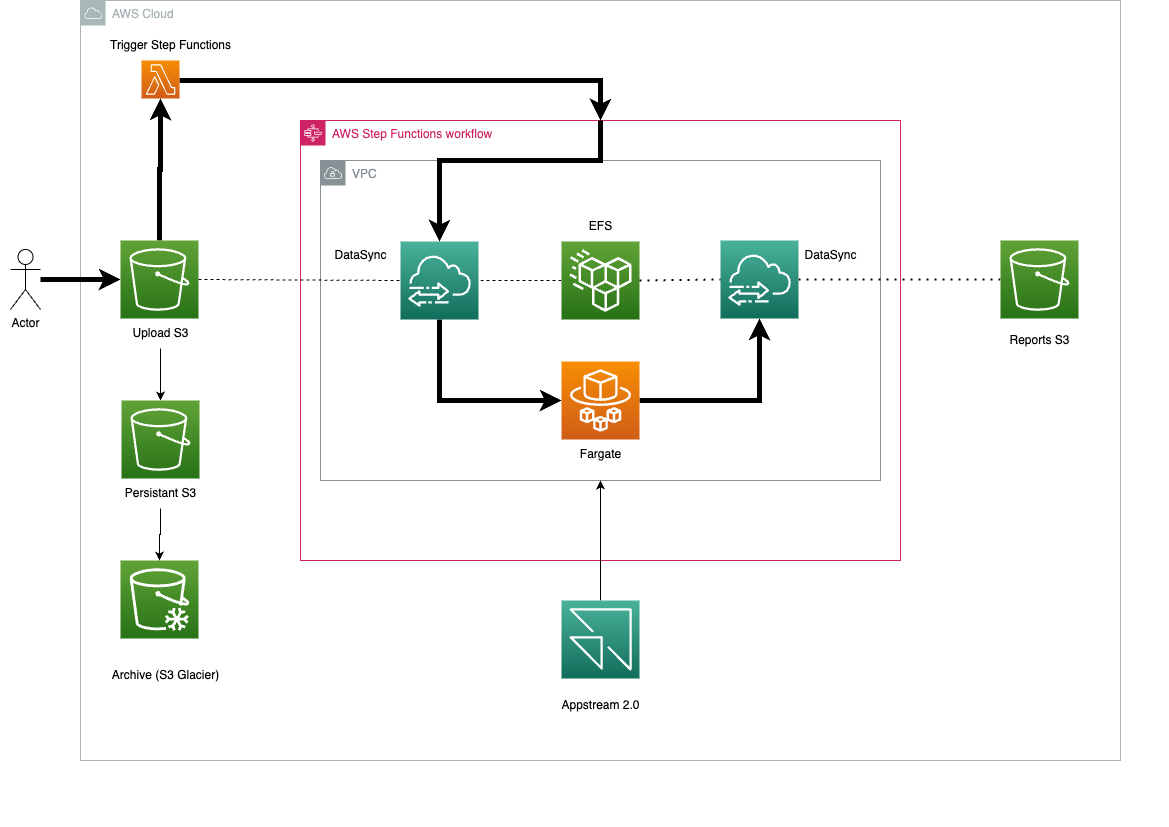 AWS Cloud
Trigger Step Functions
AWS Step Functions workflow
VPC
EFS
DataSync
DataSync
Actor
Upload S3
Reports S3
Fargate
Persistant S3
Archive (S3 Glacier)
Appstream 2.0